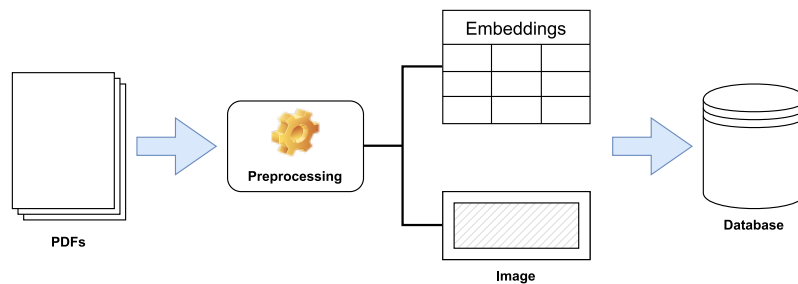 PDFs
Preprocessing
Embeddings
Image
Database